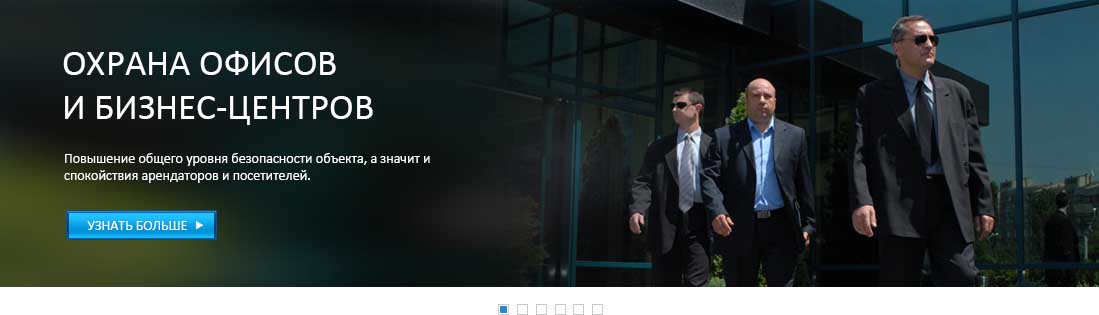 ОХРАНА ОФИСОВ
И БИЗНЕС-ЦЕНТРОВ
Повышение общего уровня безопасности объекта, а значит и
спокойствия арендаторов и посетителей.
УЗНАТЬ БОЛЬШЕ